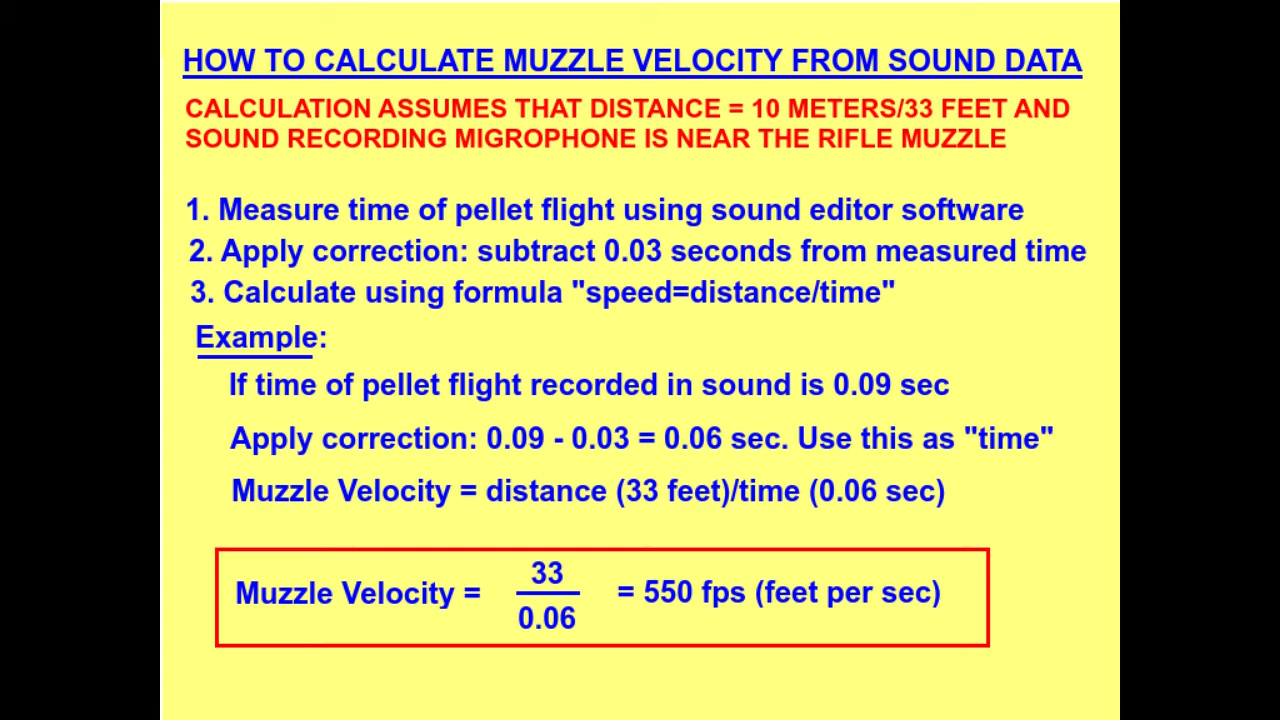 HOW TO CALCULATE MUZZLE VELOCITY FROM SOUND DATA
CALCULATION ASSUMES THAT DISTANCE = 10 METERS/33 FEET AND
SOUND RECORDING MIGROPHONE IS NEAR THE RIFLE MUZZLE
1. Measure time of pellet flight using sound editor software
2. Apply correction: subtract 0.03 seconds from measured time
3. Calculate using formula "speed=distance/time"
Example:
If time of pellet flight recorded in sound is 0.09 sec
Apply correction: 0.09 - 0.03 = 0.06 sec. Use this as "time"
Muzzle Velocity = distance (33 feet)/time (0.06 sec)
Muzzle Velocity = 33 / 0.06 = 550 fps (feet per sec)